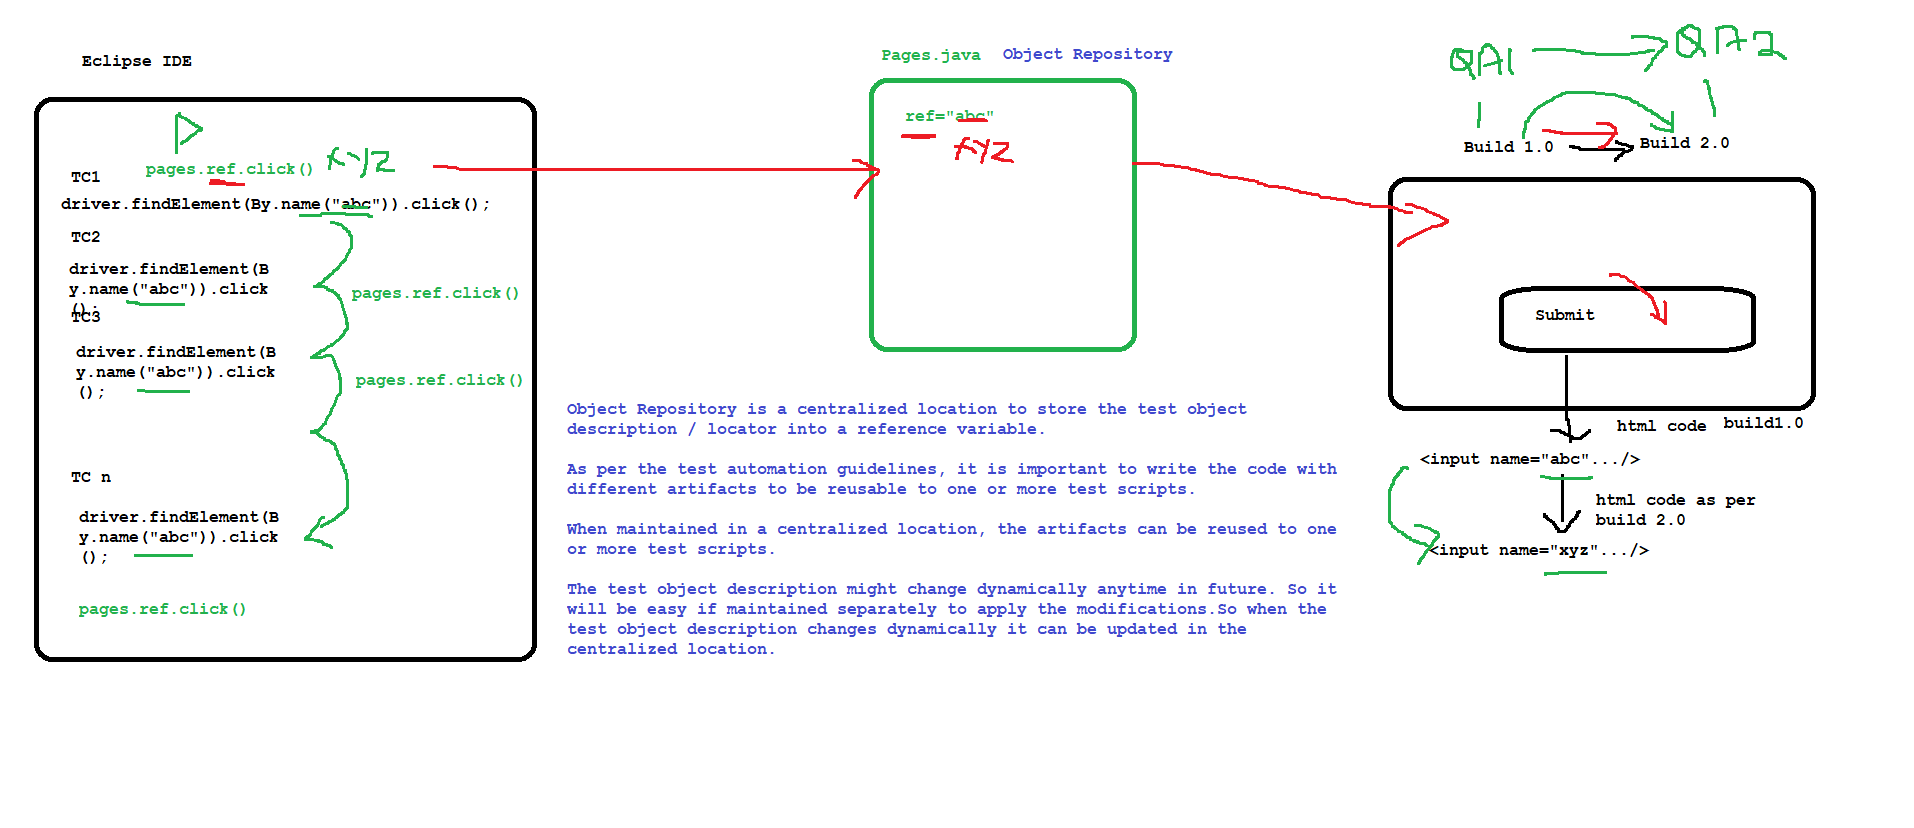 Eclipse IDE
pages.ref.click() XYZ
TC1
driver.findElement(By.name("abc")).click();
TC2
driver.findElement(B
y.name("abc")).click
();
pages.ref.click()
TC3
driver.findElement(B
y.name("abc")).click
();
pages.ref.click()
TC n
driver.findElement(B
y.name("abc")).click
();
pages.ref.click()
Pages.java Object Repository
ref="abc"
XYZ
Object Repository is a centralized location to store the test object
description / locator into a reference variable.
As per the test automation guidelines, it is important to write the code with
different artifacts to be reusable to one or more test scripts.
When maintained in a centralized location, the artifacts can be reused to one
or more test scripts.
The test object description might change dynamically anytime in future. So it
will be easy if maintained separately to apply the modifications.So when the
test object description changes dynamically it can be updated in the
centralized location.
QA1 QA2
Build 1.0 Build 2.0
Submit
html code build1.0
<input name="abc".../>
html code as per
build 2.0
<input name="xyz".../>